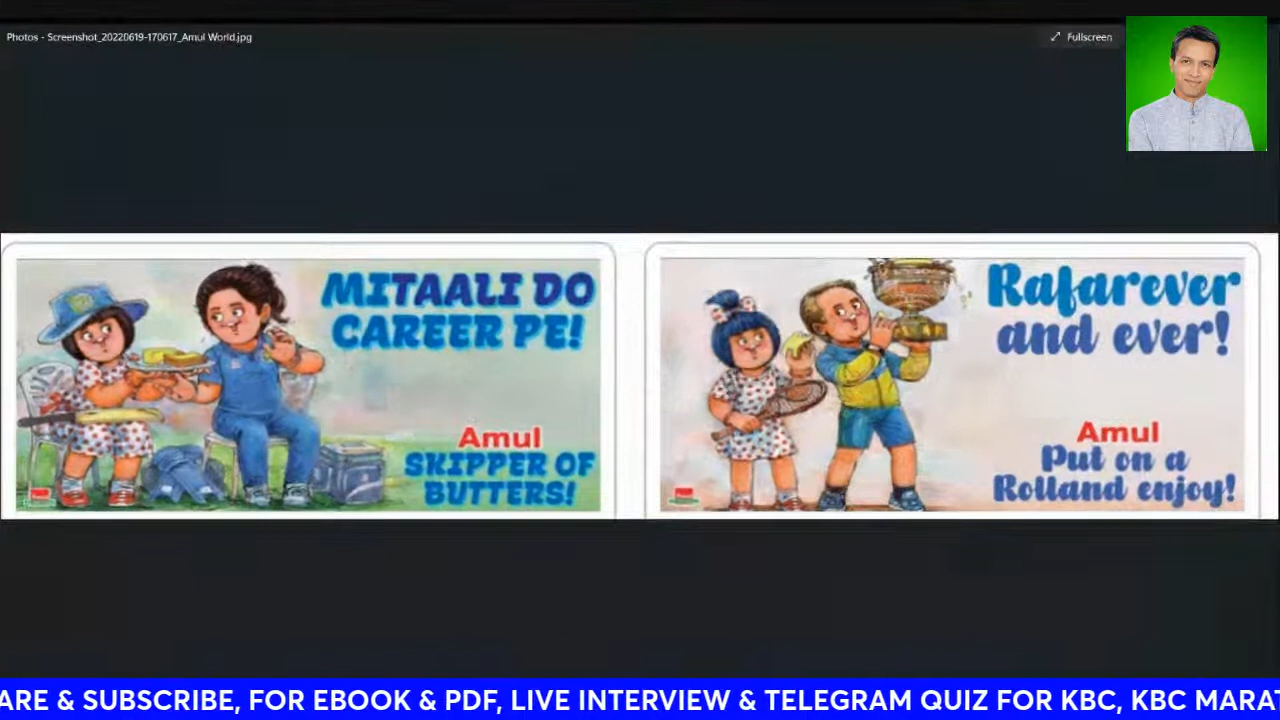 Photos - Screenshot_20220619-170617_Amul World.jpg
Fullscreen
MITAALI DO
CAREER PE!
Amul
SKIPPER OF
BUTTERS!
Rafarever
and ever!
Amul
Put on a
Rolland enjoy!
ARE & SUBSCRIBE, FOR EBOOK & PDF, LIVE INTERVIEW & TELEGRAM QUIZ FOR KBC, KBC MARAT